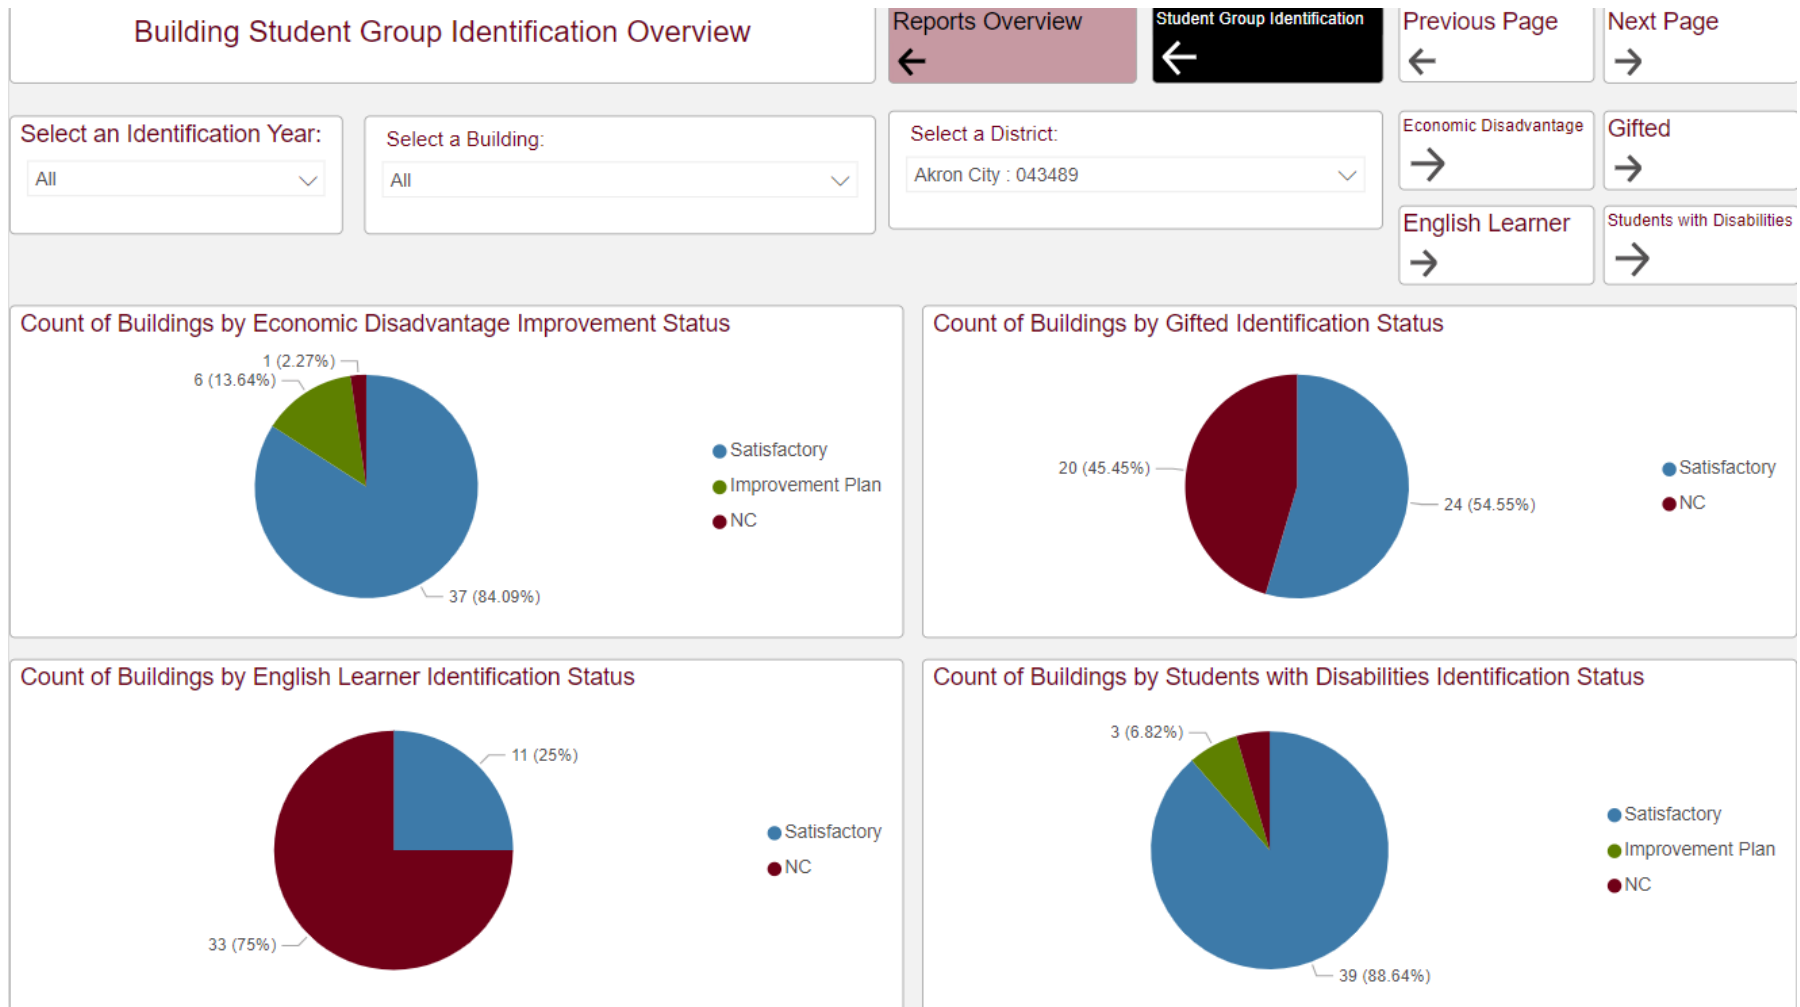 Building Student Group Identification Overview
Reports Overview
Student Group Identification
Previous Page
Next Page
Select an Identification Year:
All
Select a Building:
All
Select a District:
Akron City : 043489
Economic Disadvantage
Gifted
English Learner
Students with Disabilities
Count of Buildings by Economic Disadvantage Improvement Status
1 (2.27%)
6 (13.64%)
37 (84.09%)
Satisfactory
Improvement Plan
NC
Count of Buildings by Gifted Identification Status
20 (45.45%)
24 (54.55%)
Satisfactory
NC
Count of Buildings by English Learner Identification Status
11 (25%)
33 (75%)
Satisfactory
NC
Count of Buildings by Students with Disabilities Identification Status
3 (6.82%)
39 (88.64%)
Satisfactory
Improvement Plan
NC